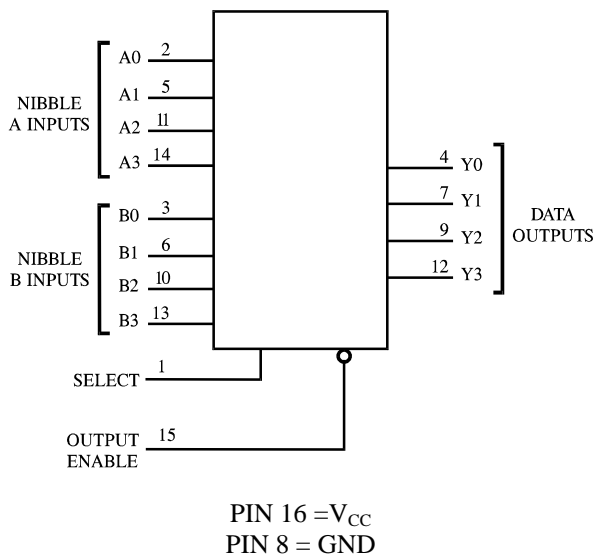 A0 2
A1 5
A2 11
A3 14
NIBBLE
A INPUTS
B0 3
B1 6
B2 10
B3 13
NIBBLE
B INPUTS
4 Y0
7 Y1
9 Y2
12 Y3
DATA
OUTPUTS
SELECT 1
OUTPUT
ENABLE 15
PIN 16 =VCC
PIN 8 = GND